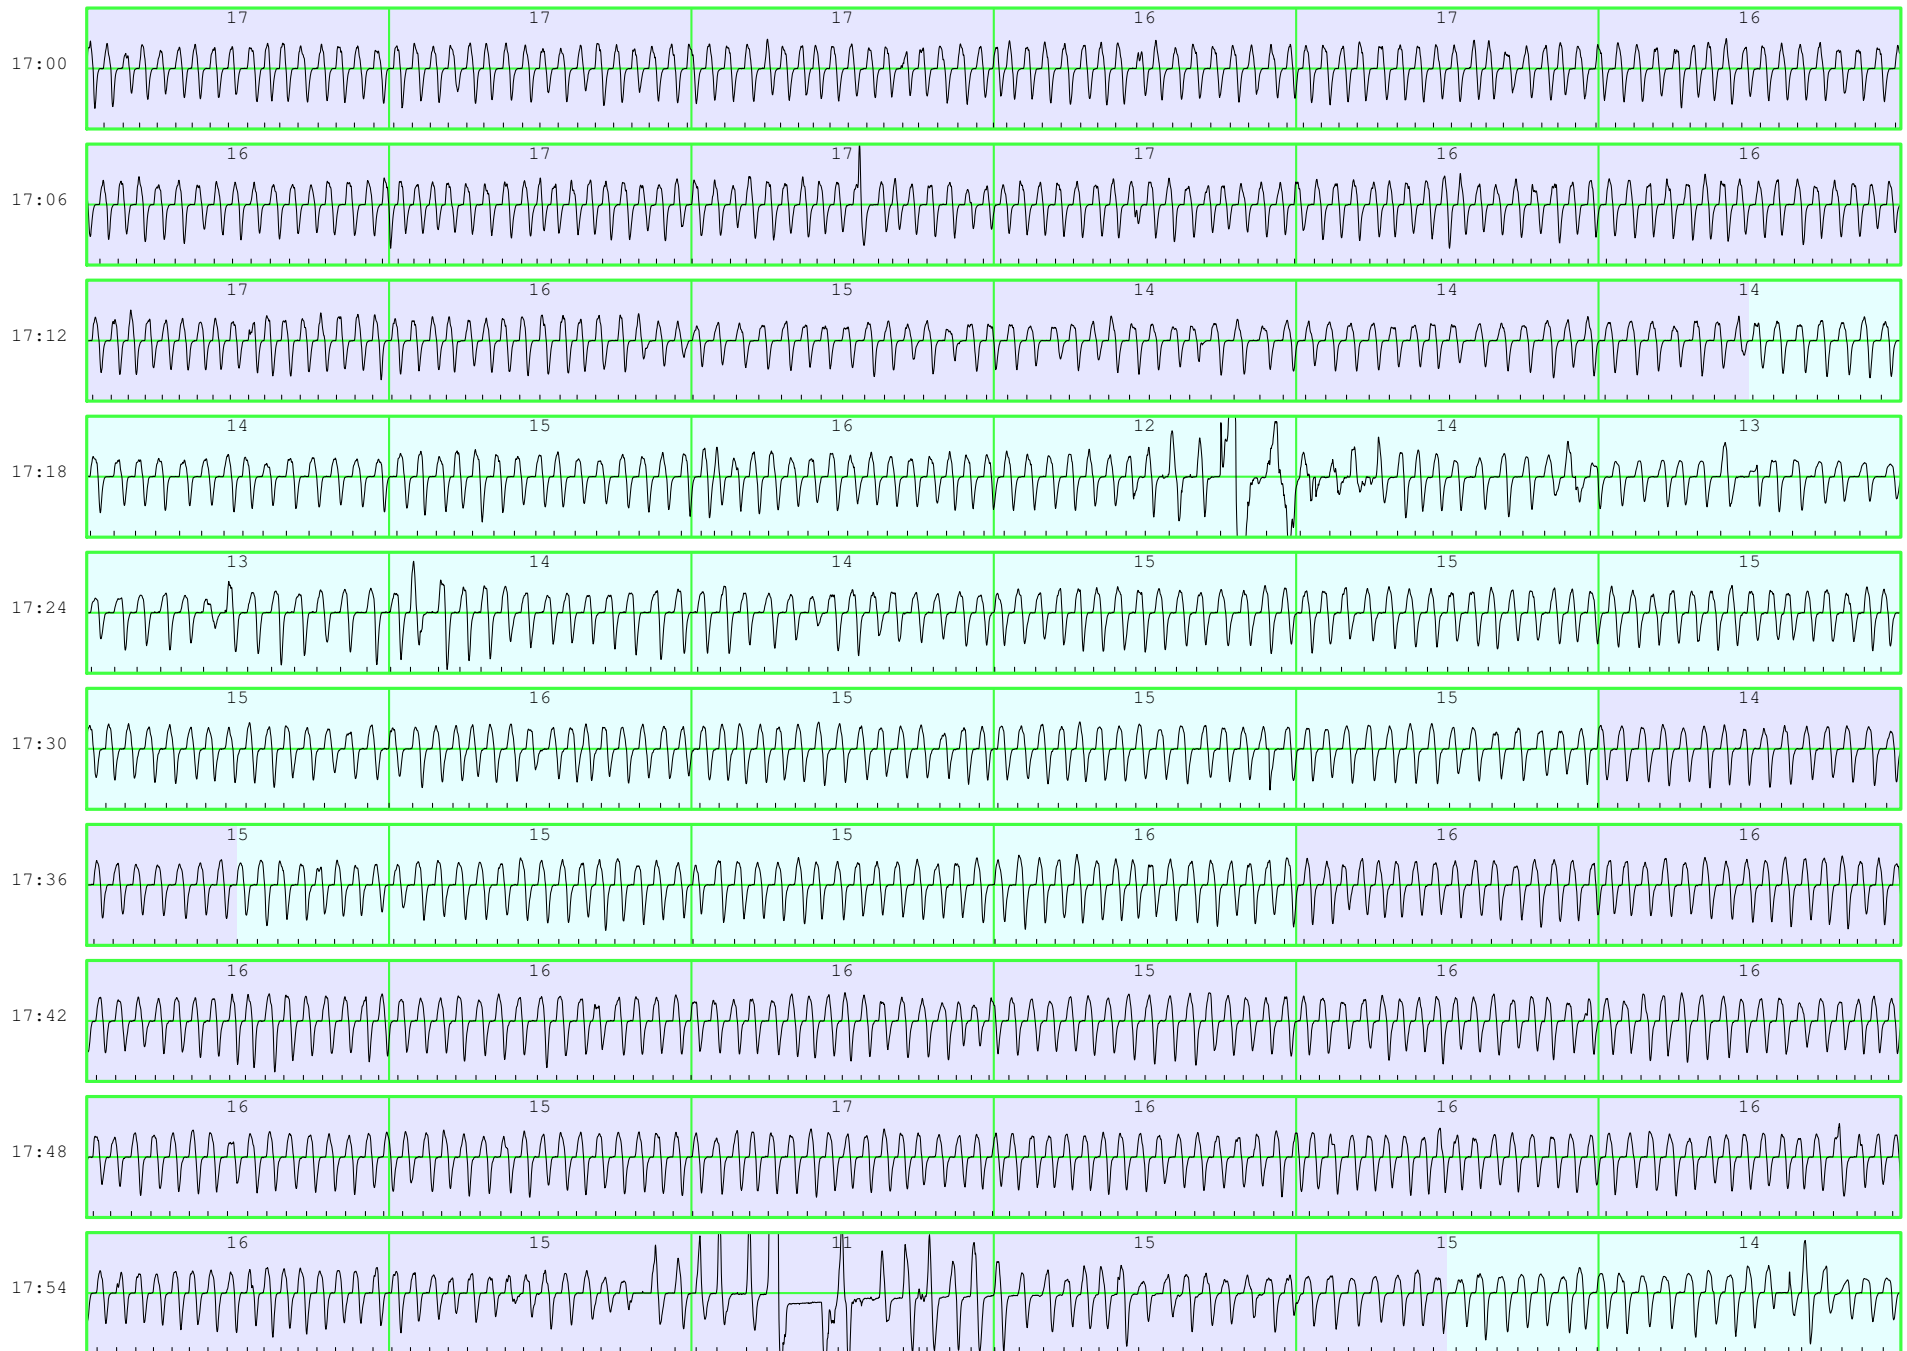 17 17 17 16 17 16
17:00
16 17 17 17 16 16
17:06
17 16 15 14 14 14
17:12
14 15 16 12 14 13
17:18
13 14 14 15 15 15
17:24
15 16 15 15 15 14
17:30
15 15 15 16 16 16
17:36
16 16 16 15 16 16
17:42
16 15 17 16 16 16
17:48
16 15 11 15 15 14
17:54